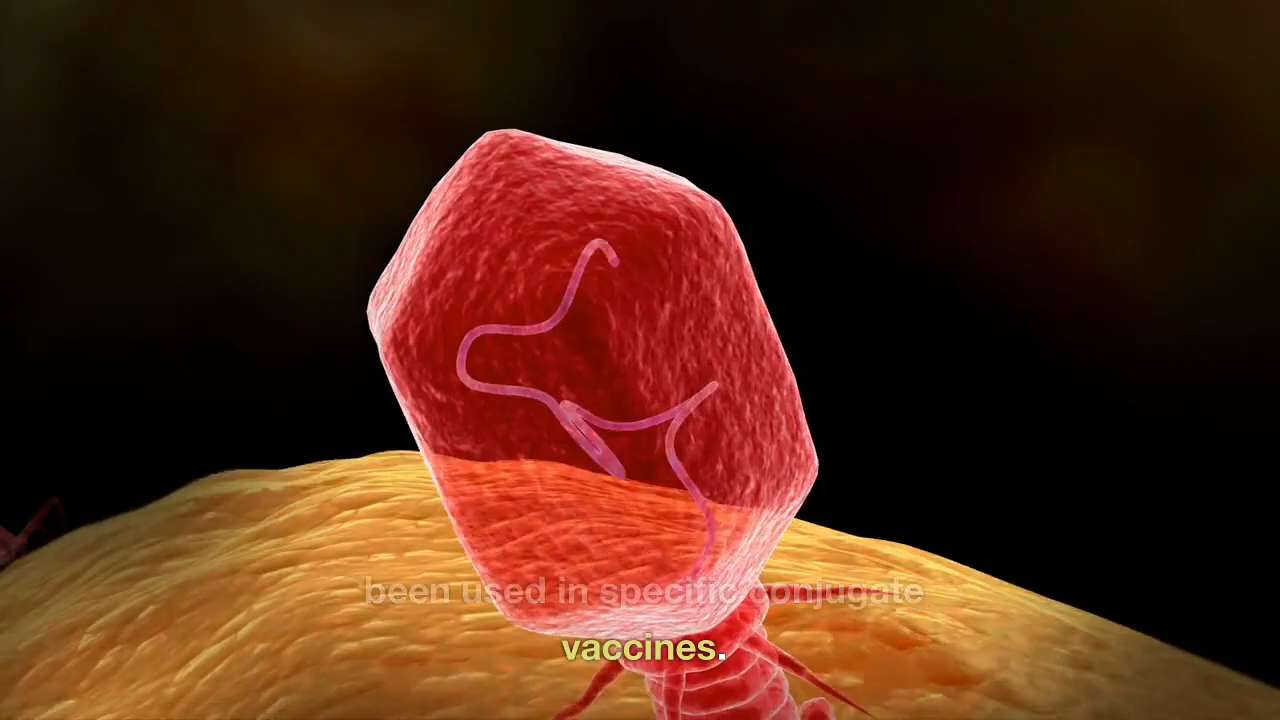 been used in specific conjugate
vaccines.